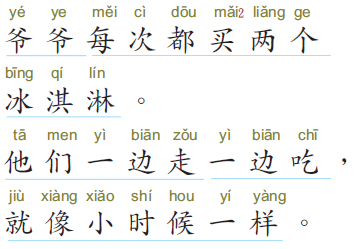 yé ye měi cì dōu mǎi2 liǎng ge
爷爷每次都买两个
bīng qí lín
冰淇淋。
tā men yì biān zǒu yì biān chī
他们一边走一边吃，
jiù xiàng xiǎo shí hou yí yàng
就像小时候一样。